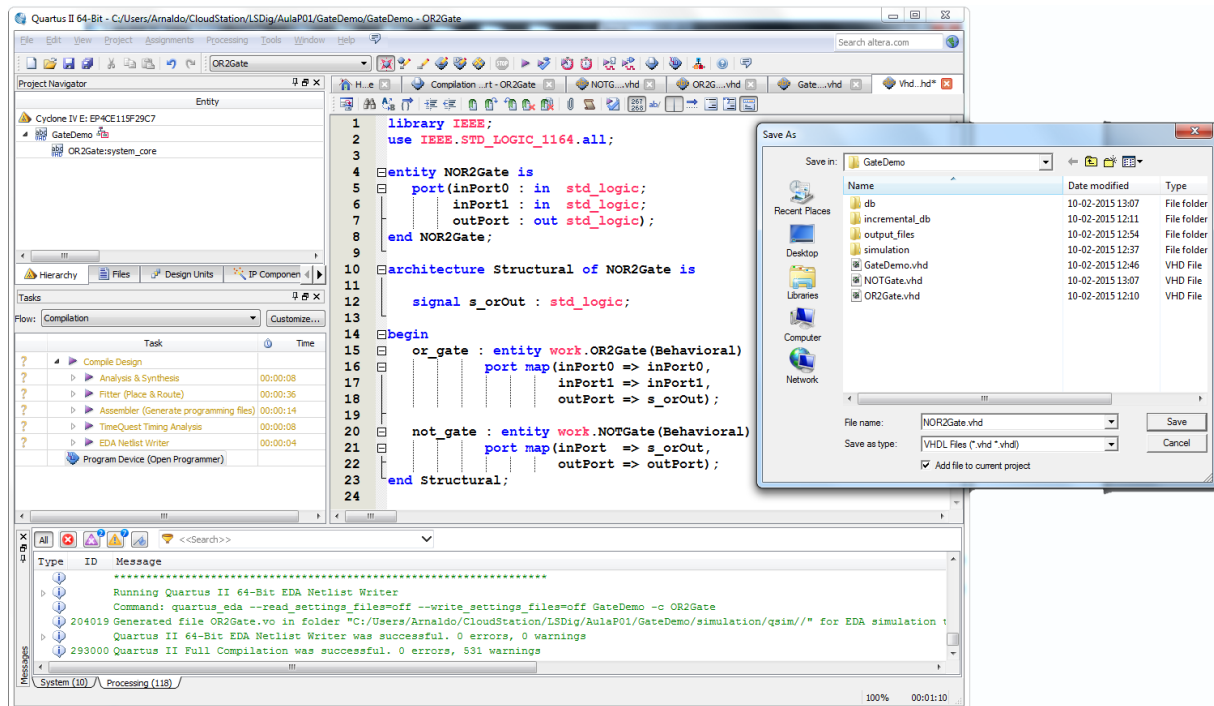 Quartus II 64-Bit - C:/Users/Arnaldo/CloudStation/LSDig/AulaP01/GateDemo/GateDemo - OR2Gate
File Edit View Project Assignments Processing Tools Window Help
Search altera.com
OR2Gate
Project Navigator
Entity
Cyclone IV E: EP4CE115F29C7
GateDemo
OR2Gate:system_core
Hierarchy Files Design Units IP Componen
Tasks
Flow: Compilation Customize...
Task Time
? Compile Design
? Analysis & Synthesis 00:00:08
? Fitter (Place & Route) 00:00:36
? Assembler (Generate programming files) 00:00:14
? TimeQuest Timing Analysis 00:00:08
? EDA Netlist Writer 00:00:04
Program Device (Open Programmer)
H...e Compilation ...rt - OR2Gate NOTG....vhd OR2G....vhd Gate....vhd Vhd...hd*
267
268
ab/
1 library IEEE;
2 use IEEE.STD_LOGIC_1164.all;
3
4 entity NOR2Gate is
5 port(inPort0 : in std_logic;
6 inPort1 : in std_logic;
7 outPort : out std_logic);
8 end NOR2Gate;
9
10 architecture Structural of NOR2Gate is
11
12 signal s_orOut : std_logic;
13
14 begin
15 or_gate : entity work.OR2Gate(Behavioral)
16 port map(inPort0 => inPort0,
17 inPort1 => inPort1,
18 outPort => s_orOut);
19
20 not_gate : entity work.NOTGate(Behavioral)
21 port map(inPort => s_orOut,
22 outPort => outPort);
23 end Structural;
24
Save As
Save in: GateDemo
Recent Places
Desktop
Libraries
Computer
Network
Name Date modified Type
db 10-02-2015 13:07 File folder
incremental_db 10-02-2015 12:11 File folder
output_files 10-02-2015 12:54 File folder
simulation 10-02-2015 12:37 File folder
GateDemo.vhd 10-02-2015 12:46 VHD File
NOTGate.vhd 10-02-2015 13:07 VHD File
OR2Gate.vhd 10-02-2015 12:10 VHD File
File name: NOR2Gate.vhd Save
Save as type: VHDL Files (*.vhd *.vhdl) Cancel
Add file to current project
All <<Search>>
Type ID Message
*******************************************************************
Running Quartus II 64-Bit EDA Netlist Writer
Command: quartus_eda --read_settings_files=off --write_settings_files=off GateDemo -c OR2Gate
204019 Generated file OR2Gate.vo in folder "C:/Users/Arnaldo/CloudStation/LSDig/AulaP01/GateDemo/simulation/qsim//" for EDA simulation t
Quartus II 64-Bit EDA Netlist Writer was successful. 0 errors, 0 warnings
293000 Quartus II Full Compilation was successful. 0 errors, 531 warnings
Messages
System (10) Processing (118)
100% 00:01:10